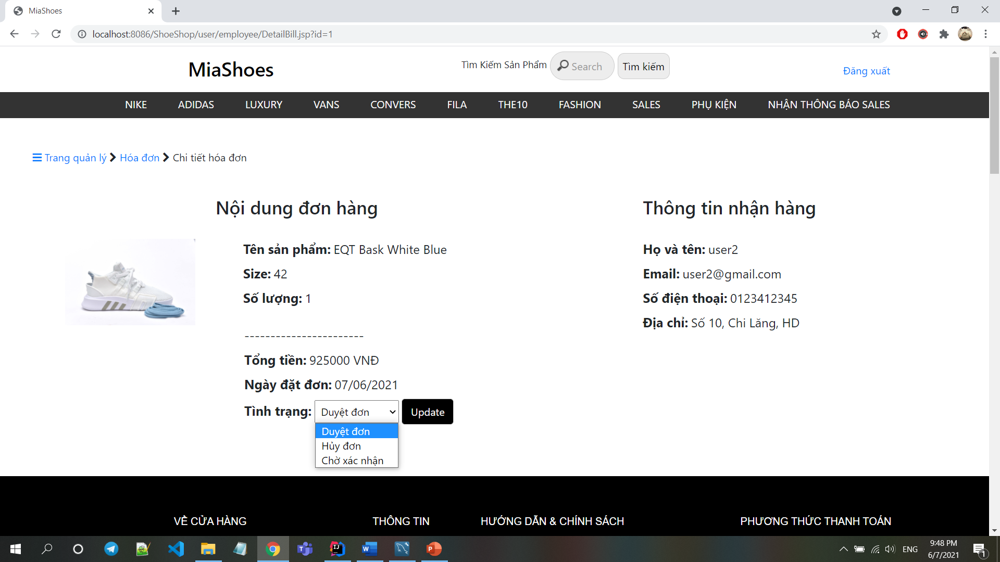 MiaShoes
localhost:8086/ShoeShop/user/employee/DetailBill.jsp?id=1
MiaShoes
Tìm Kiếm Sản Phẩm Search Tìm kiếm
Đăng xuất
NIKE ADIDAS LUXURY VANS CONVERS FILA THE10 FASHION SALES PHỤ KIỆN NHẬN THÔNG BÁO SALES
Trang quản lý Hóa đơn Chi tiết hóa đơn
Nội dung đơn hàng
Tên sản phẩm: EQT Bask White Blue
Size: 42
Số lượng: 1
-----------------------
Tổng tiền: 925000 VNĐ
Ngày đặt đơn: 07/06/2021
Tình trạng: Duyệt đơn Update
Duyệt đơn
Hủy đơn
Chờ xác nhận
Thông tin nhận hàng
Họ và tên: user2
Email: user2@gmail.com
Số điện thoại: 0123412345
Địa chỉ: Số 10, Chi Lăng, HD
VỀ CỬA HÀNG THÔNG TIN HƯỚNG DẪN & CHÍNH SÁCH PHƯƠNG THỨC THANH TOÁN
ENG
9:48 PM
6/7/2021
1